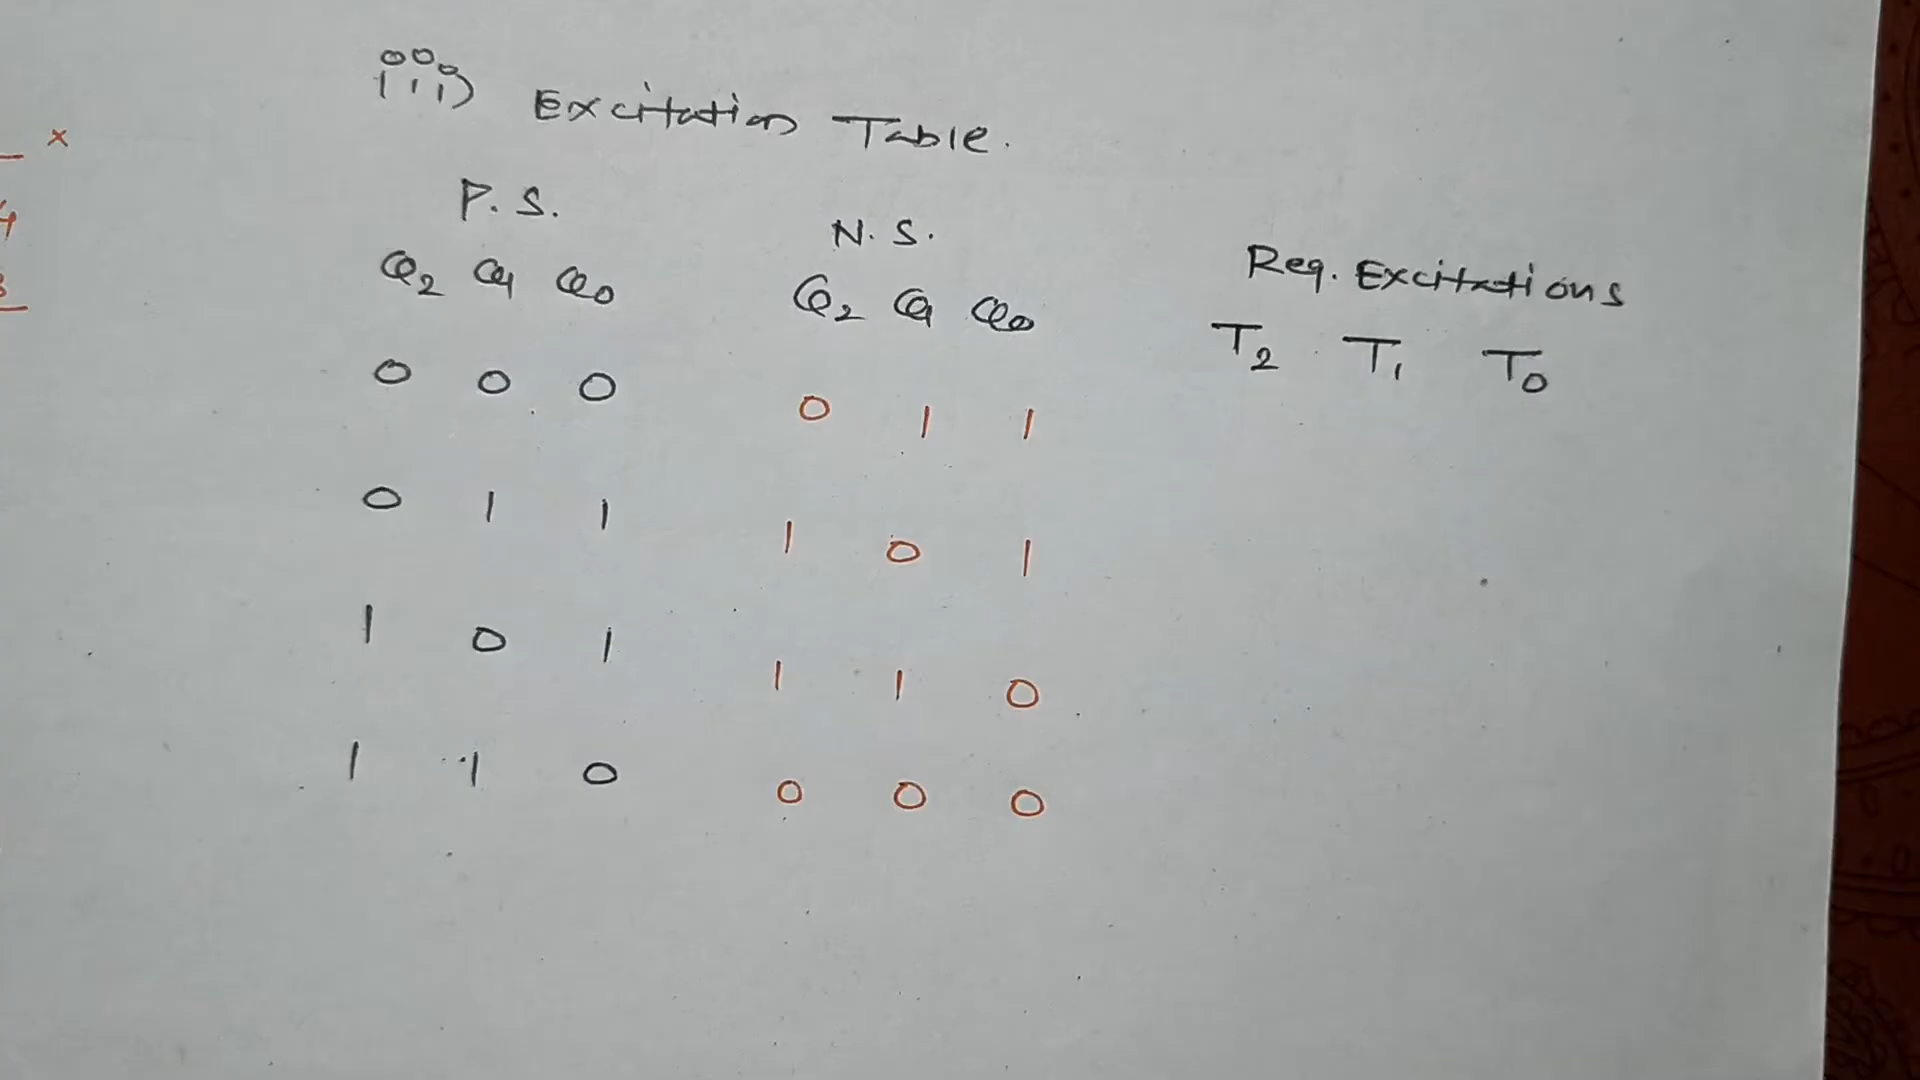 iii) Excitation Table.
P. S. N. S. Req. Excitations
Q2 Q1 Q0 Q2 Q1 Q0 T2 T1 T0
0 0 0 0 1 1
0 1 1 1 0 1
1 0 1 1 1 0
1 1 0 0 0 0